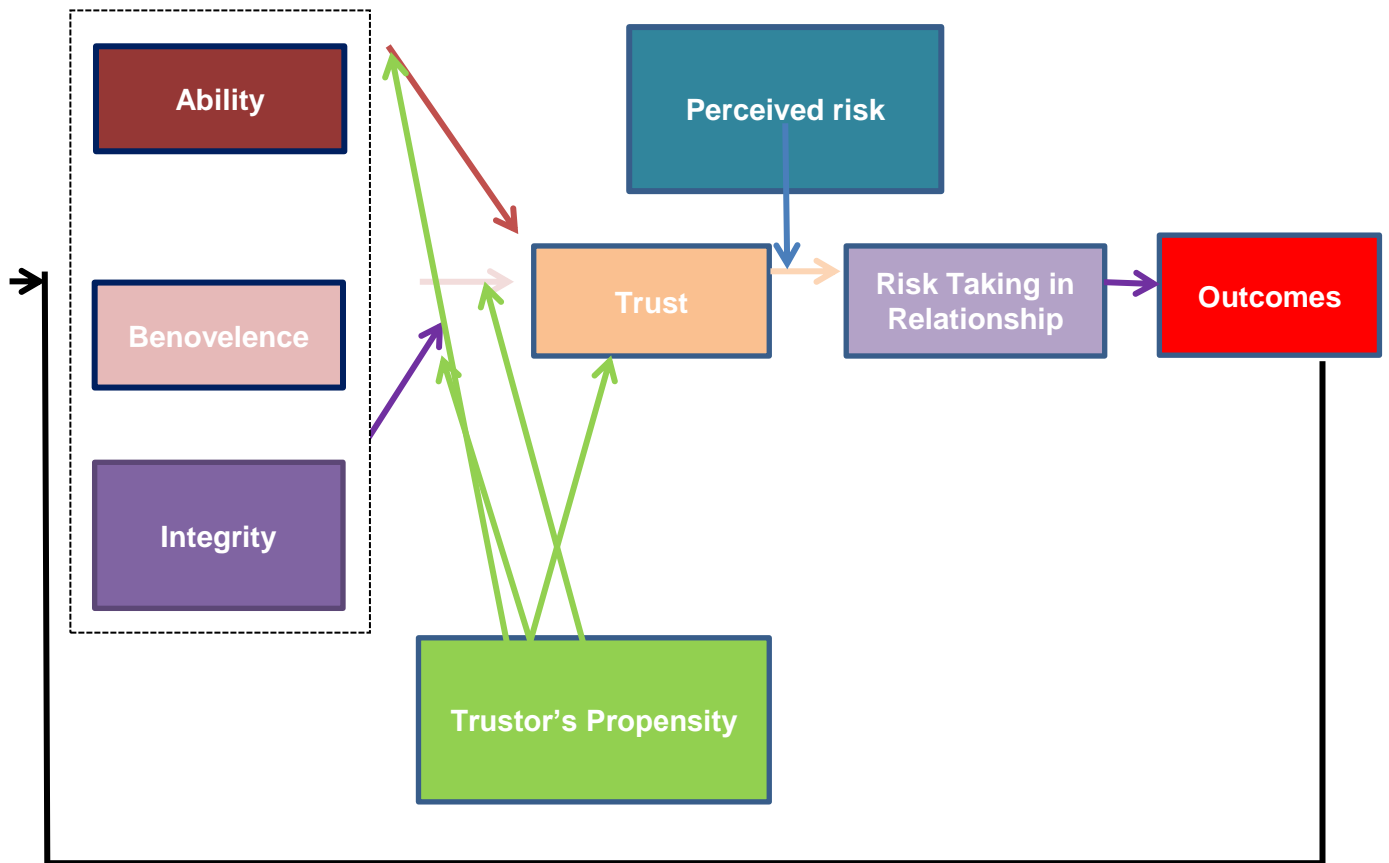 Ability
Perceived risk
Benovelence
Trust
Risk Taking in
Relationship
Outcomes
Integrity
Trustor’s Propensity